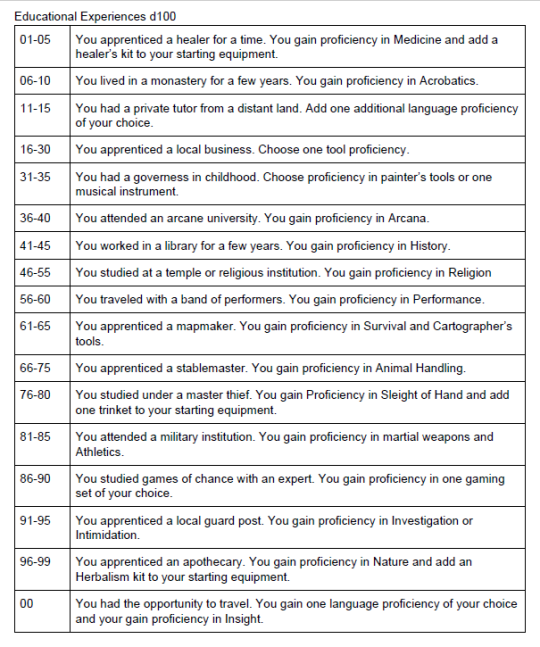 Educational Experiences d100
01-05 You apprenticed a healer for a time. You gain proficiency in Medicine and add a
healer's kit to your starting equipment.
06-10 You lived in a monastery for a few years. You gain proficiency in Acrobatics.
11-15 You had a private tutor from a distant land. Add one additional language proficiency
of your choice.
16-30 You apprenticed a local business. Choose one tool proficiency.
31-35 You had a governess in childhood. Choose proficiency in painter's tools or one
musical instrument.
36-40 You attended an arcane university. You gain proficiency in Arcana.
41-45 You worked in a library for a few years. You gain proficiency in History.
46-55 You studied at a temple or religious institution. You gain proficiency in Religion
56-60 You traveled with a band of performers. You gain proficiency in Performance.
61-65 You apprenticed a mapmaker. You gain proficiency in Survival and Cartographer's
tools.
66-75 You apprenticed a stablemaster. You gain proficiency in Animal Handling.
76-80 You studied under a master thief. You gain Proficiency in Sleight of Hand and add
one trinket to your starting equipment.
81-85 You attended a military institution. You gain proficiency in martial weapons and
Athletics.
86-90 You studied games of chance with an expert. You gain proficiency in one gaming
set of your choice.
91-95 You apprenticed a local guard post. You gain proficiency in Investigation or
Intimidation.
96-99 You apprenticed an apothecary. You gain proficiency in Nature and add an
Herbalism kit to your starting equipment.
00 You had the opportunity to travel. You gain one language proficiency of your choice
and your gain proficiency in Insight.